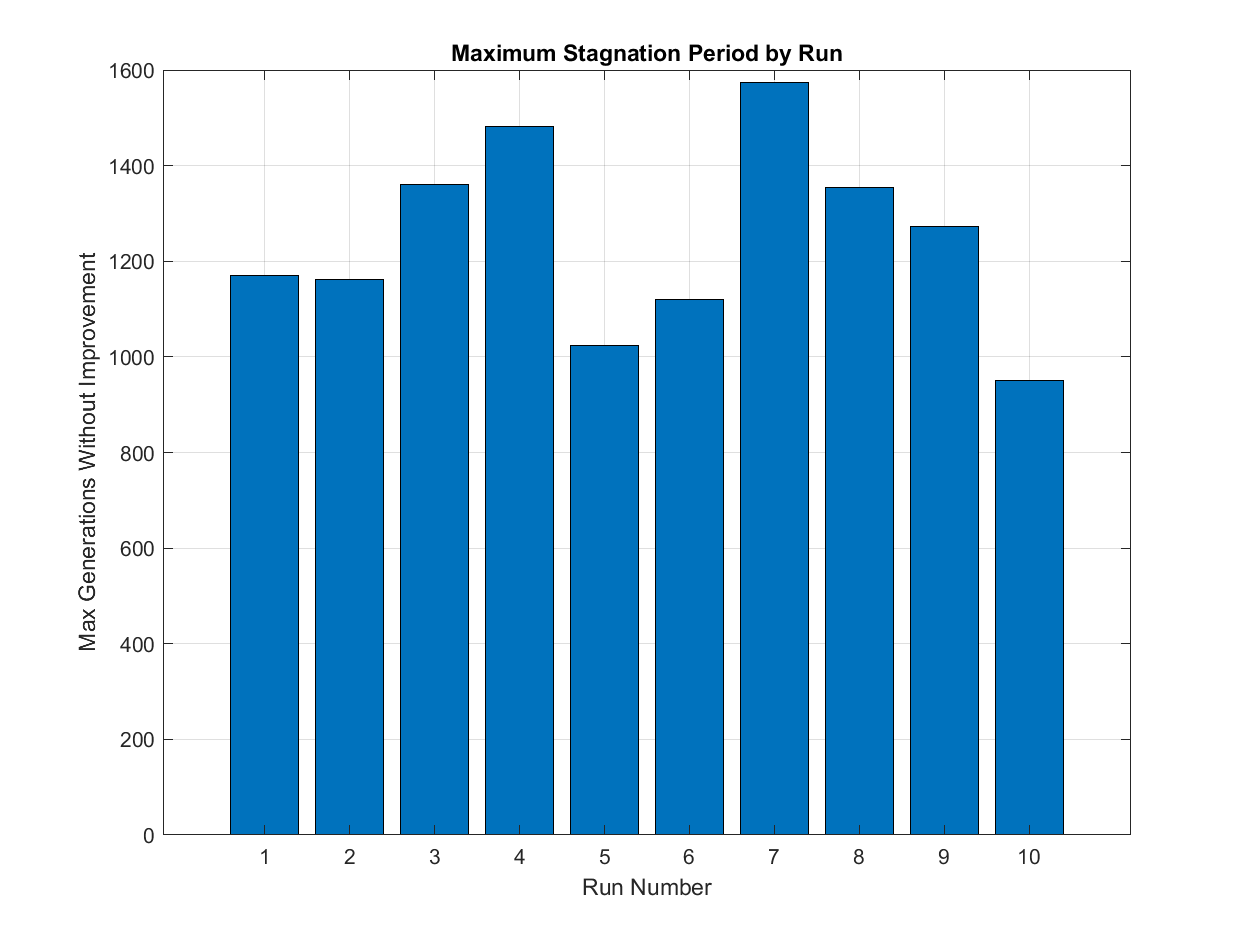 Maximum Stagnation Period by Run
1600
1400
1200
1000
800
600
400
200
0
Max Generations Without Improvement
1 2 3 4 5 6 7 8 9 10
Run Number